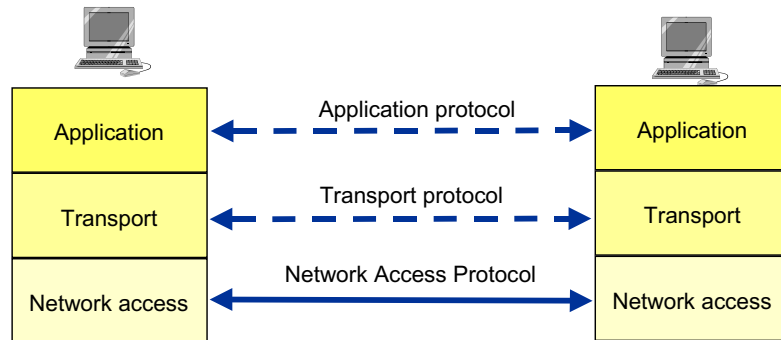 Application protocol
Application
Application
Transport protocol
Transport
Transport
Network Access Protocol
Network access
Network access